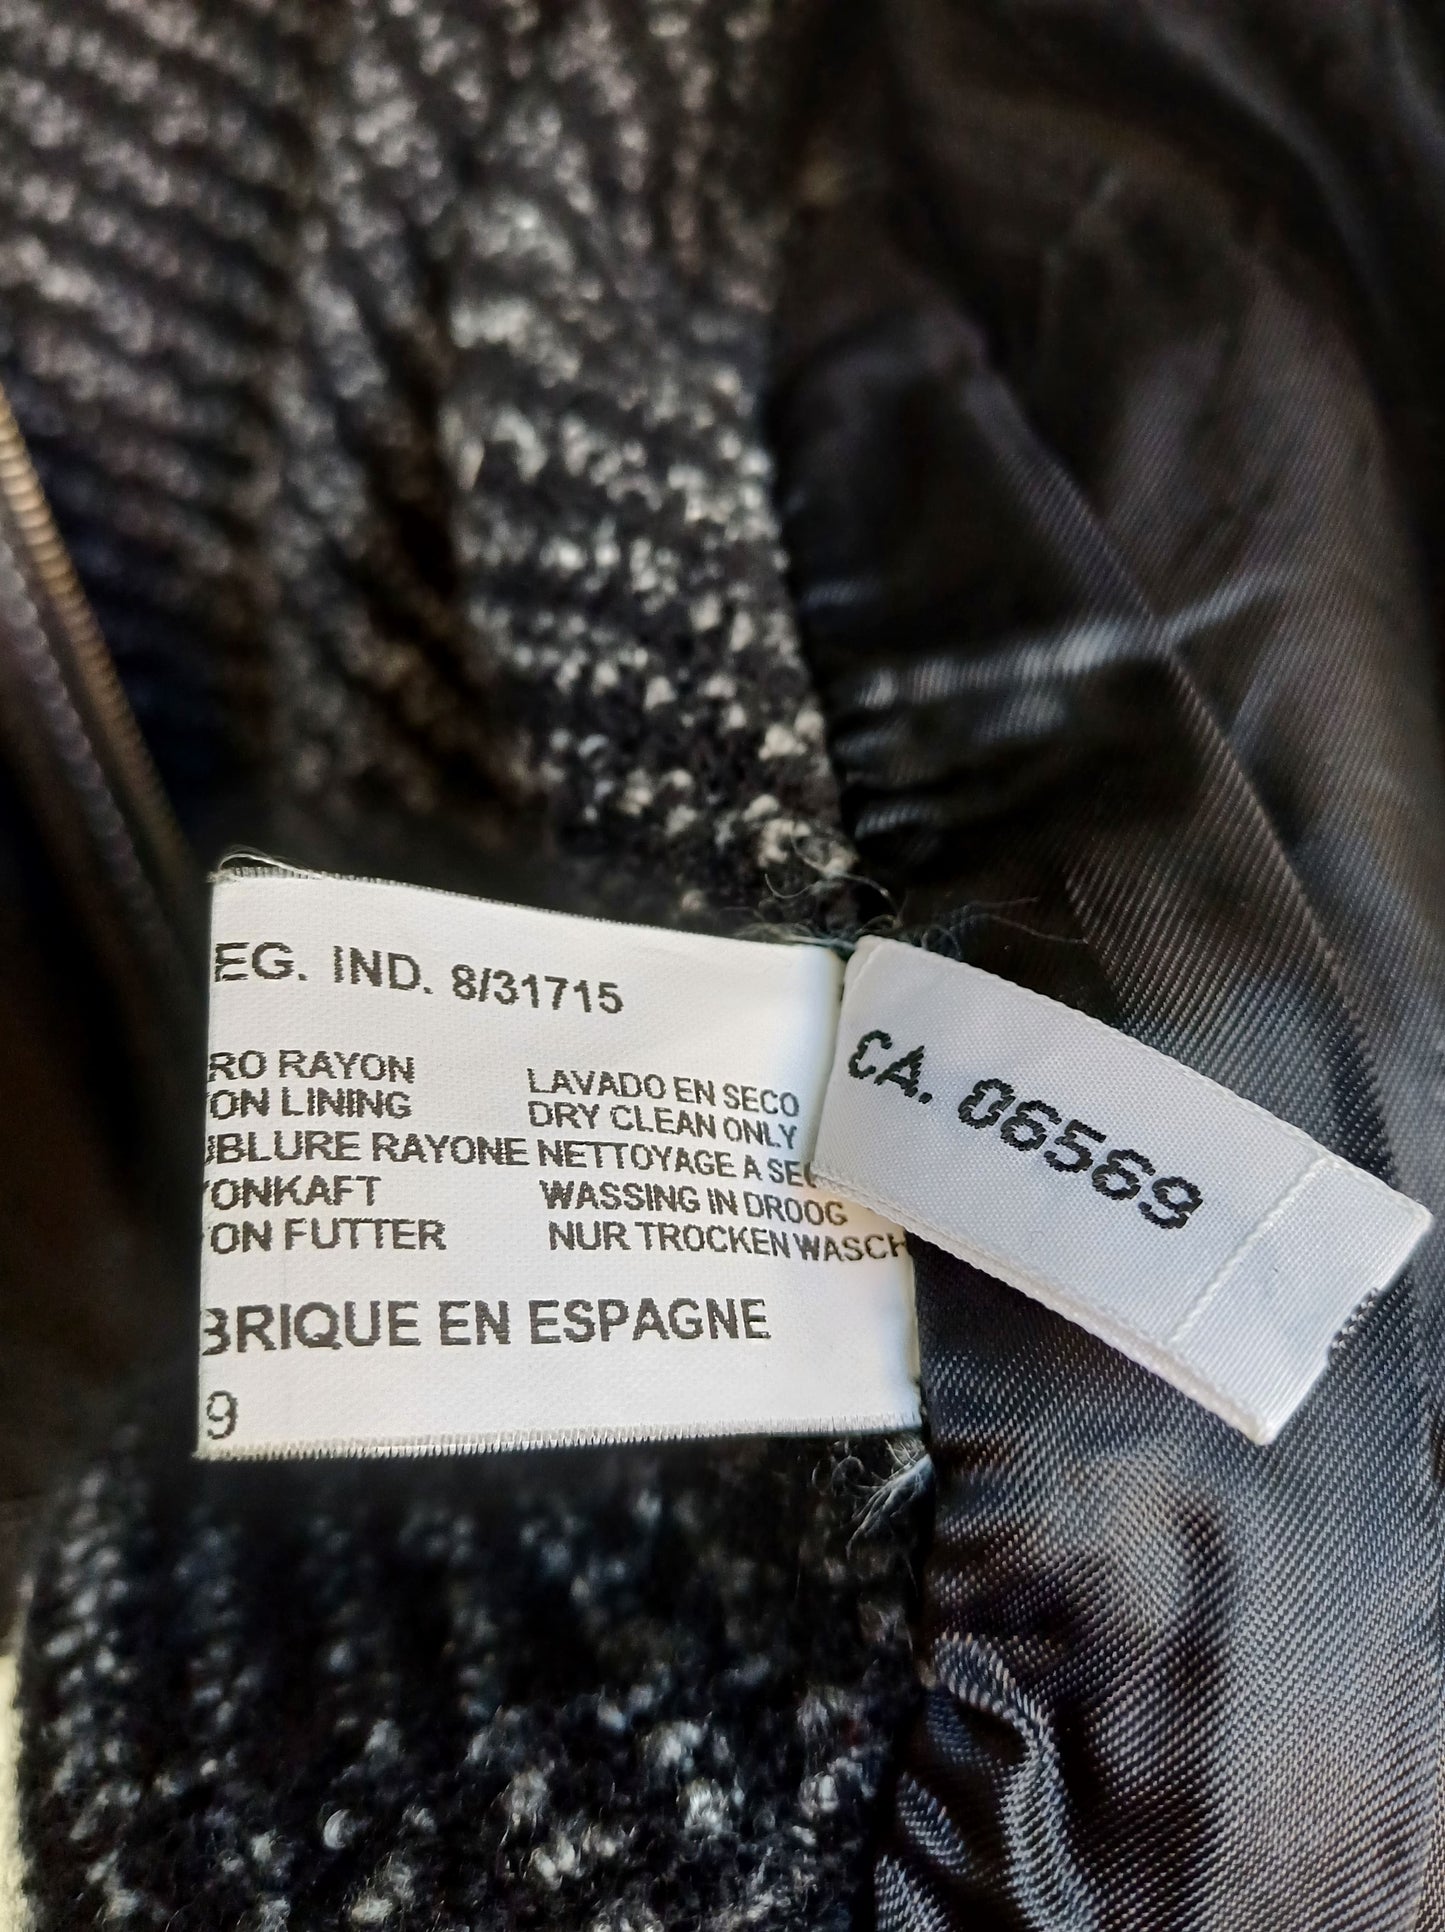 EG. IND. 8/31715
RO RAYON
ON LINING
UBLURE RAYONE
YONKAFT
ON FUTTER
LAVADO EN SECO
DRY CLEAN ONLY
NETTOYAGE A SEC
WASSING IN DROOG
NUR TROCKEN WASCH
BRIQUE EN ESPAGNE
9
CA. 06569